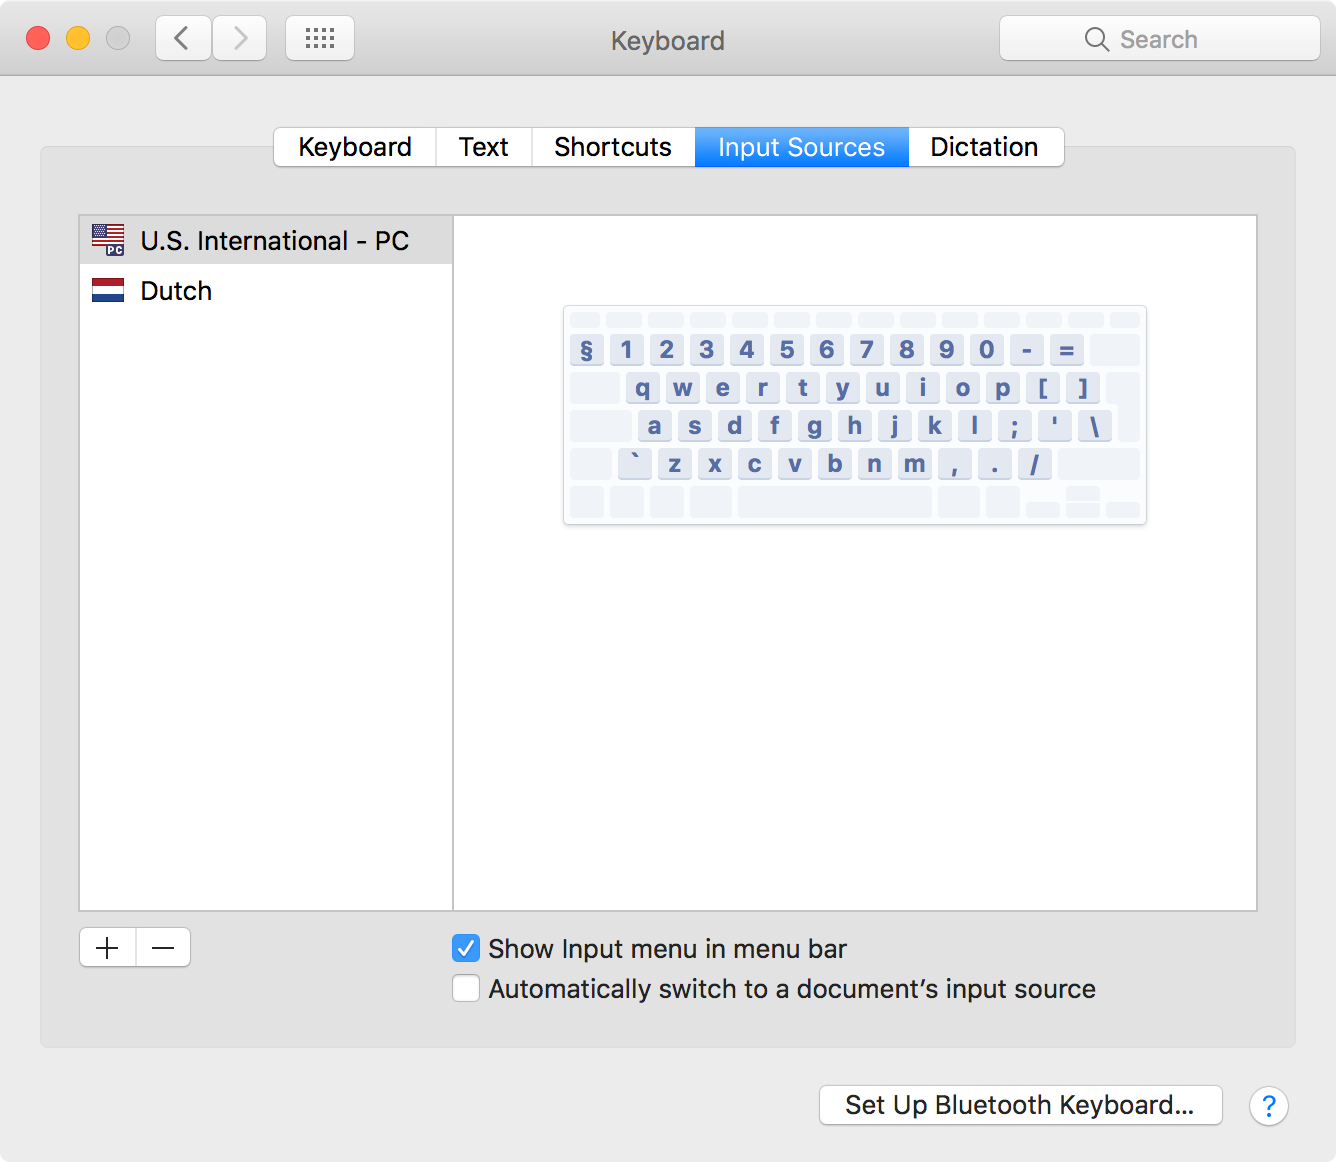 Keyboard
Search
Keyboard Text Shortcuts Input Sources Dictation
PC U.S. International - PC
Dutch
§ 1 2 3 4 5 6 7 8 9 0 - =
q w e r t y u i o p [ ]
a s d f g h j k l ; ' \
` z x c v b n m , . /
Show Input menu in menu bar
Automatically switch to a document’s input source
Set Up Bluetooth Keyboard...
?